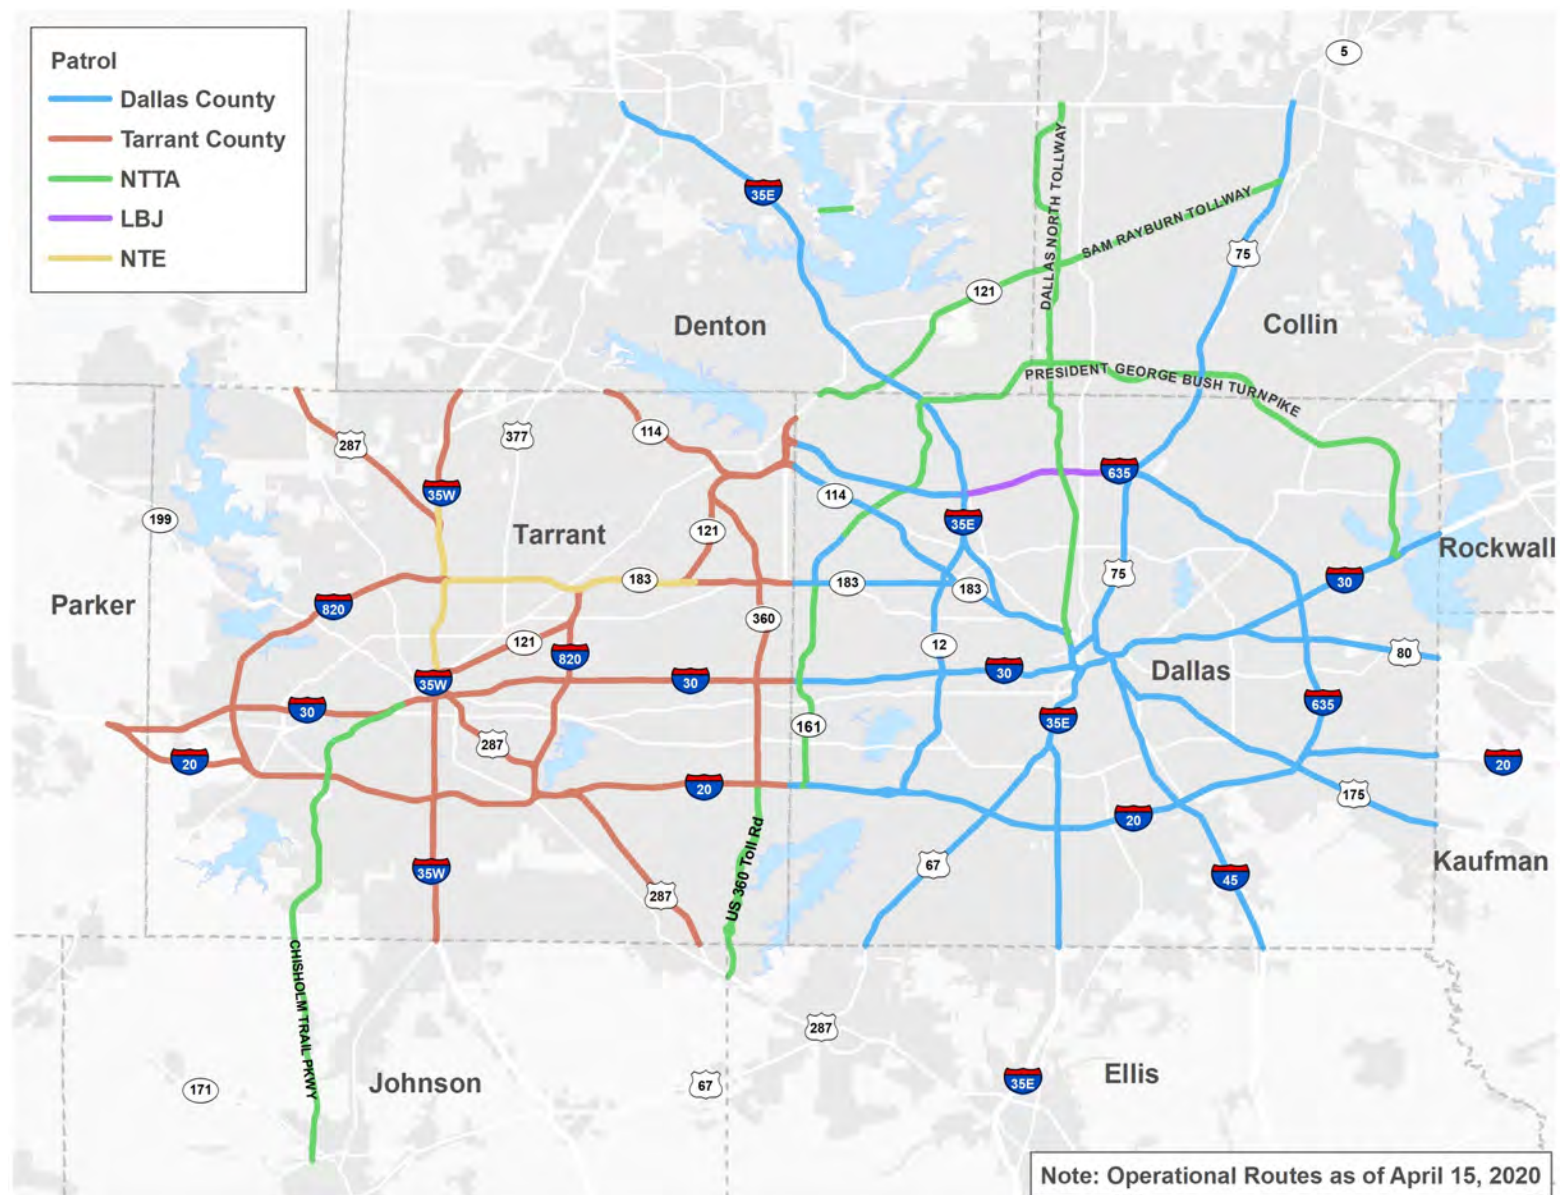 Patrol
Dallas County
Tarrant County
NTTA
LBJ
NTE
5
35E
DALLAS NORTH TOLLWAY
SAM RAYBURN TOLLWAY
75
121
Denton
Collin
PRESIDENT GEORGE BUSH TURNPIKE
287
377
114
35W
635
114
199
35E
Tarrant
121
Rockwall
183
183
75
30
183
Parker
820
360
121
12
80
820
Dallas
30
30
35W
635
30
35E
161
287
20
20
20
175
20
US 360 Toll Rd
67
Kaufman
35W
45
287
CHISHOLM TRAIL PKWY
287
Ellis
35E
Johnson
67
171
Note: Operational Routes as of April 15, 2020